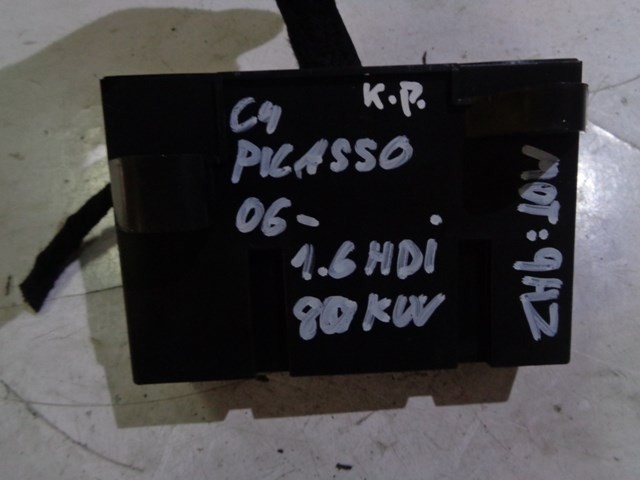 K.P.
C4
PICASSO
06-
1.6 HDI
80 KW
MOT: 9HZ